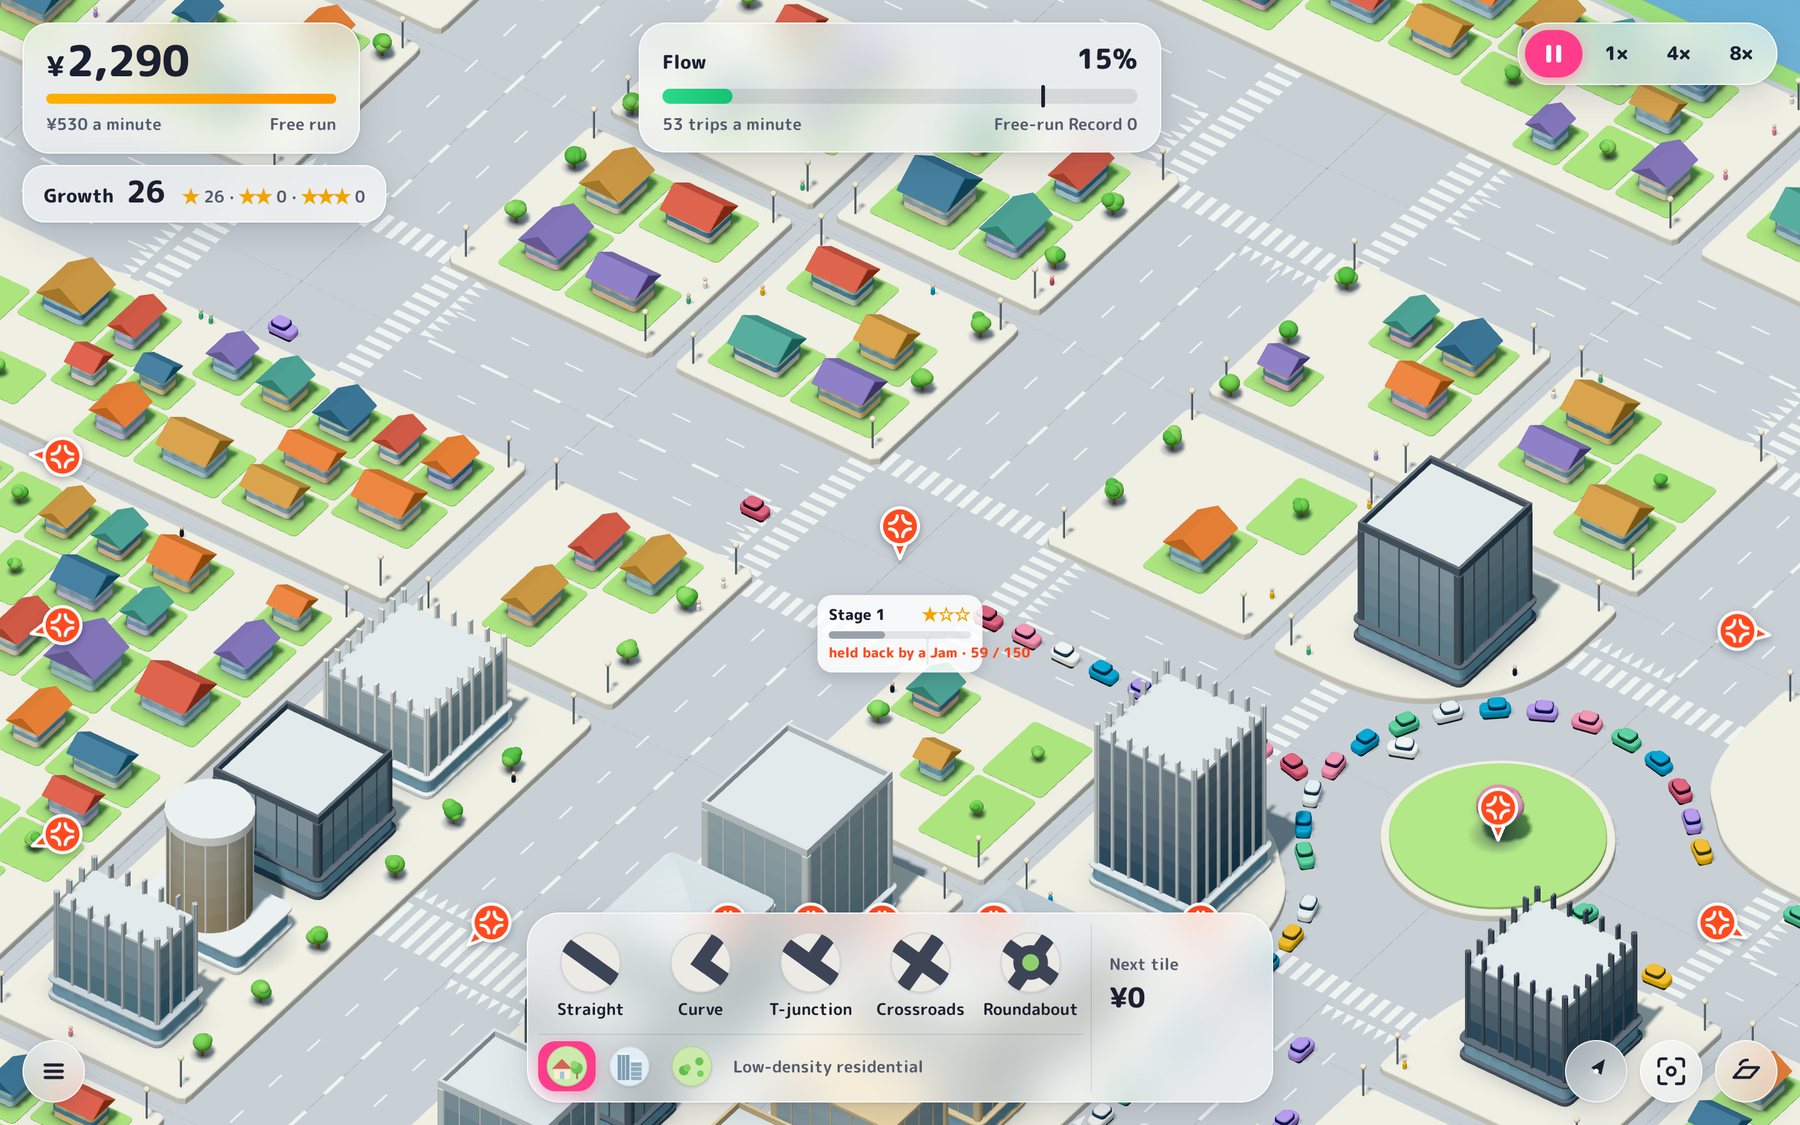 ¥2,290
¥530 a minute Free run
Growth 26 ★ 26 · ★★ 0 · ★★★ 0
Flow 15%
53 trips a minute Free-run Record 0
1× 4× 8×
Stage 1 ★☆☆
held back by a Jam · 59 / 150
Straight Curve T-junction Crossroads Roundabout
Low-density residential
Next tile
¥0